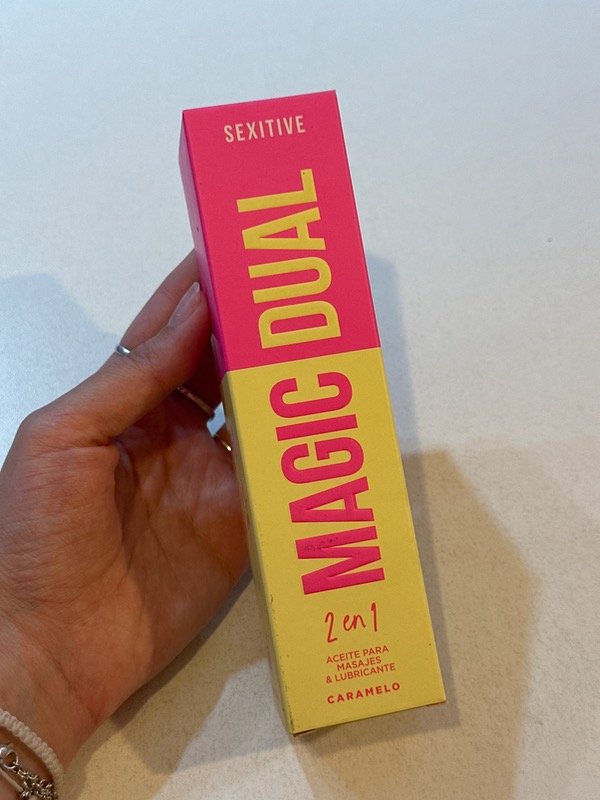 SEXITIVE
MAGIC DUAL
2 en 1
ACEITE PARA
MASAJES
& LUBRICANTE
CARAMELO